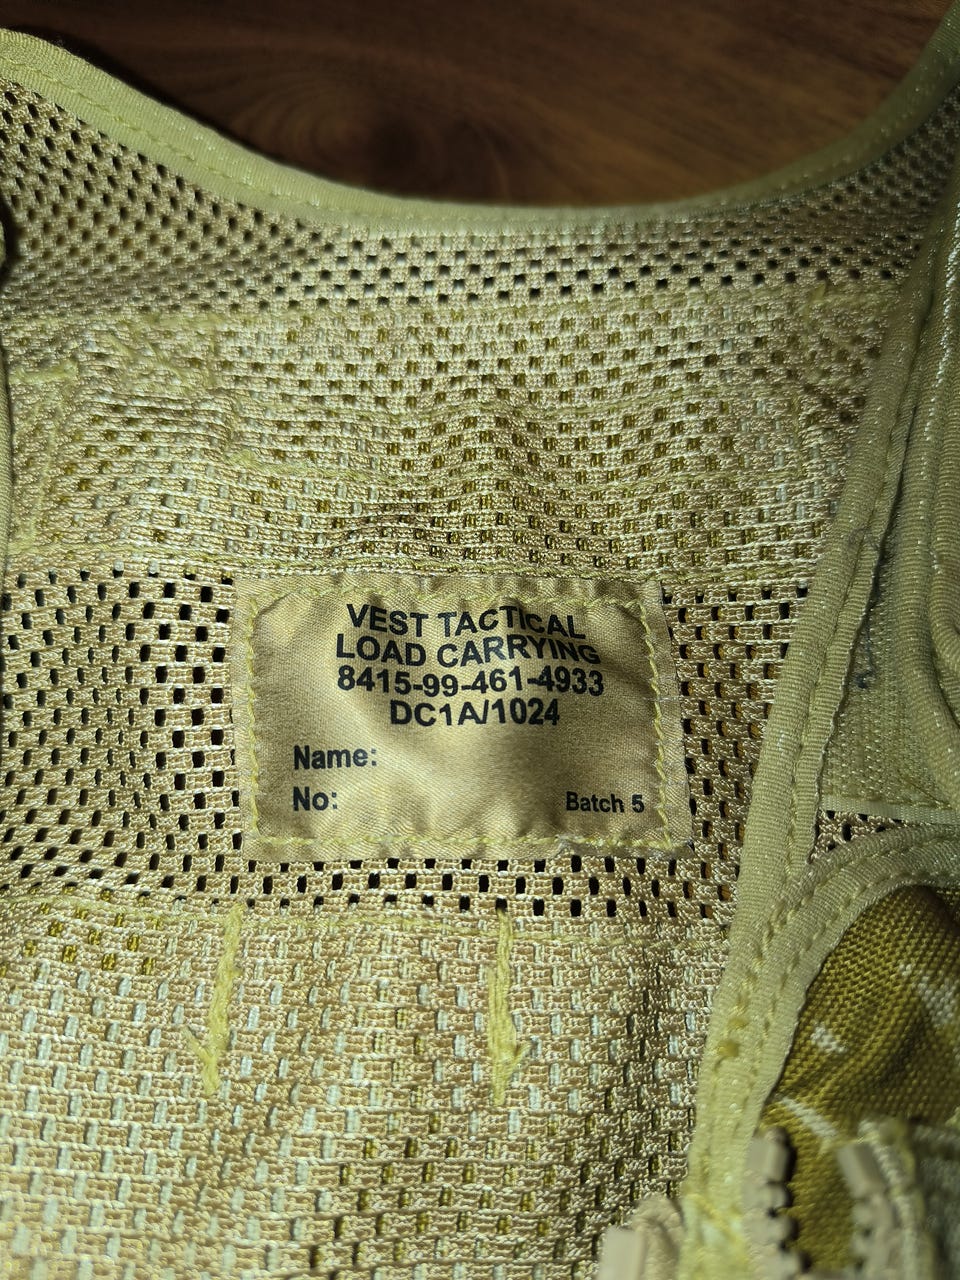 VEST TACTICAL
LOAD CARRYING
8415-99-461-4933
DC1A/1024
Name:
No:
Batch 5